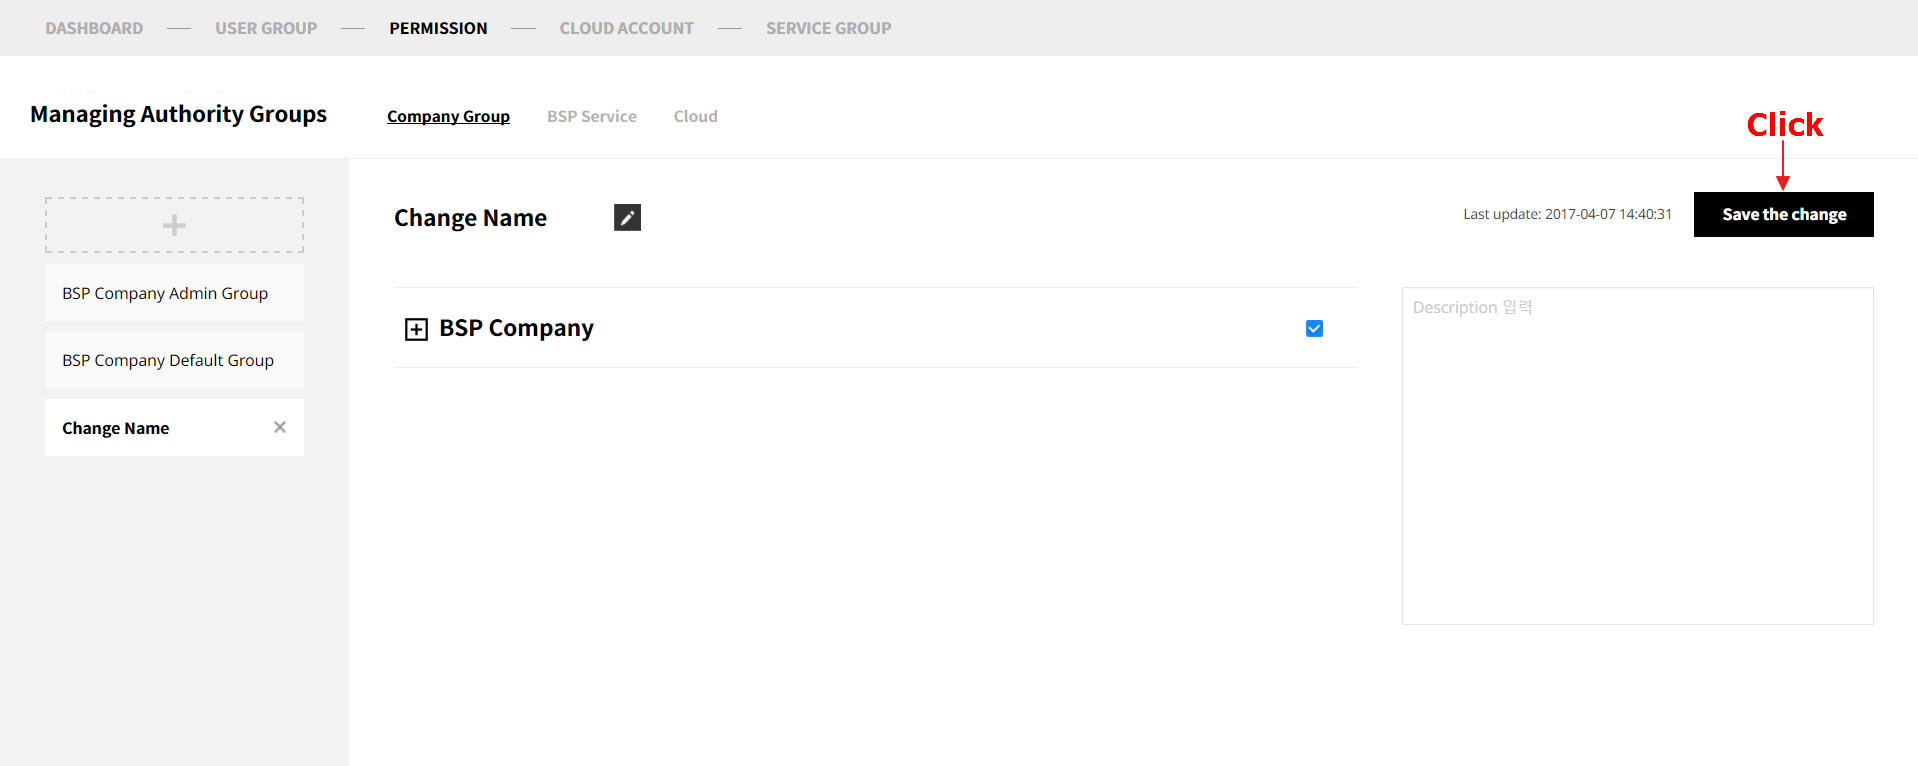 DASHBOARD — USER GROUP — PERMISSION — CLOUD ACCOUNT — SERVICE GROUP
Managing Authority Groups
Company Group BSP Service Cloud
Click
Change Name
Last update: 2017-04-07 14:40:31
Save the change
BSP Company Admin Group
BSP Company Default Group
Change Name
BSP Company
Description 입력